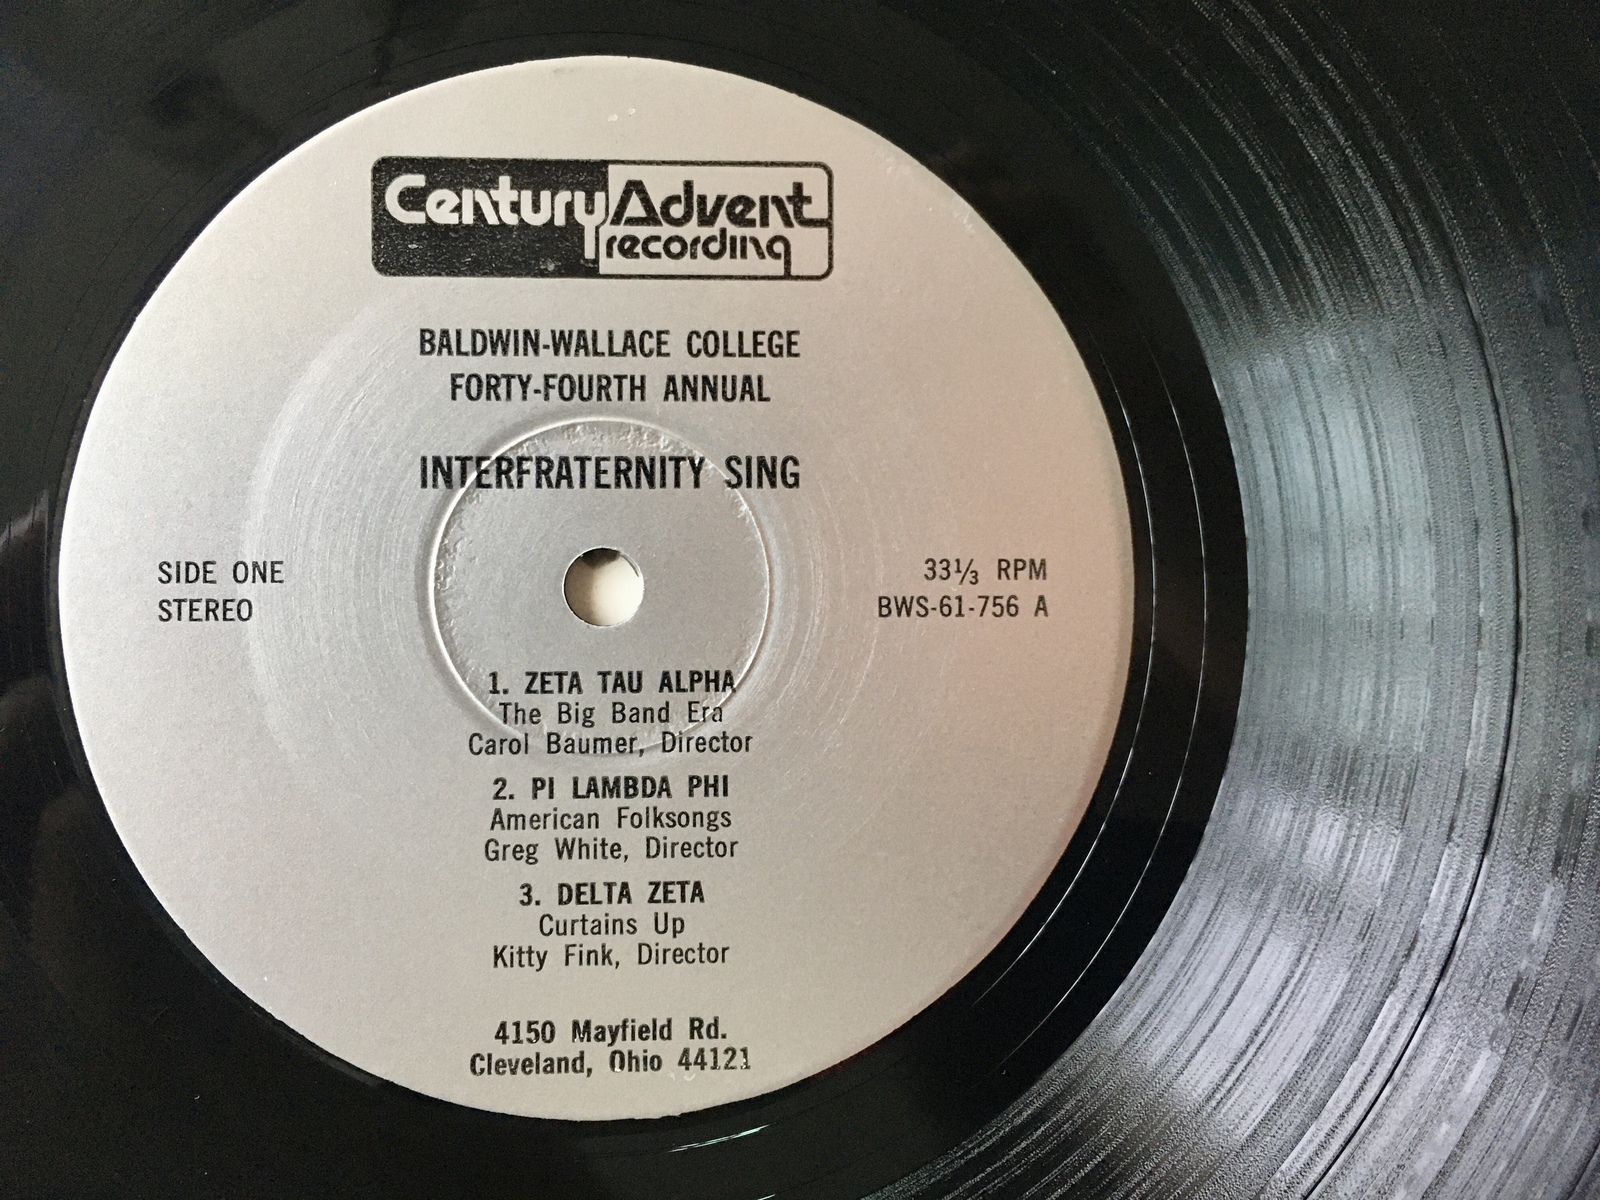 Century Advent
recording
BALDWIN-WALLACE COLLEGE
FORTY-FOURTH ANNUAL
INTERFRATERNITY SING
SIDE ONE
STEREO
33⅓ RPM
BWS-61-756 A
1. ZETA TAU ALPHA
The Big Band Era
Carol Baumer, Director
2. PI LAMBDA PHI
American Folksongs
Greg White, Director
3. DELTA ZETA
Curtains Up
Kitty Fink, Director
4150 Mayfield Rd.
Cleveland, Ohio 44121